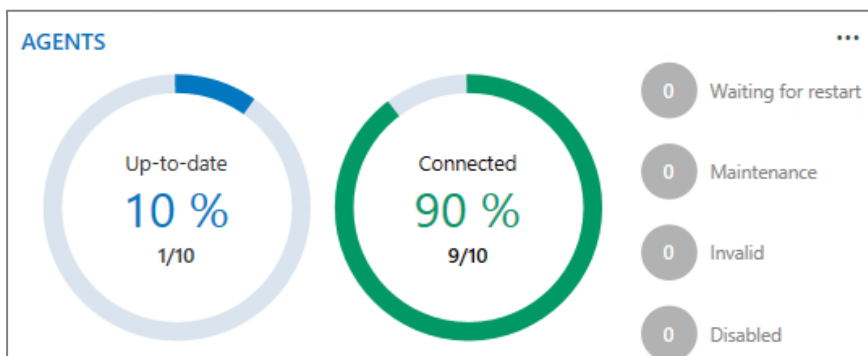 AGENTS
...
Up-to-date
10 %
1/10
Connected
90 %
9/10
0 Waiting for restart
0 Maintenance
0 Invalid
0 Disabled